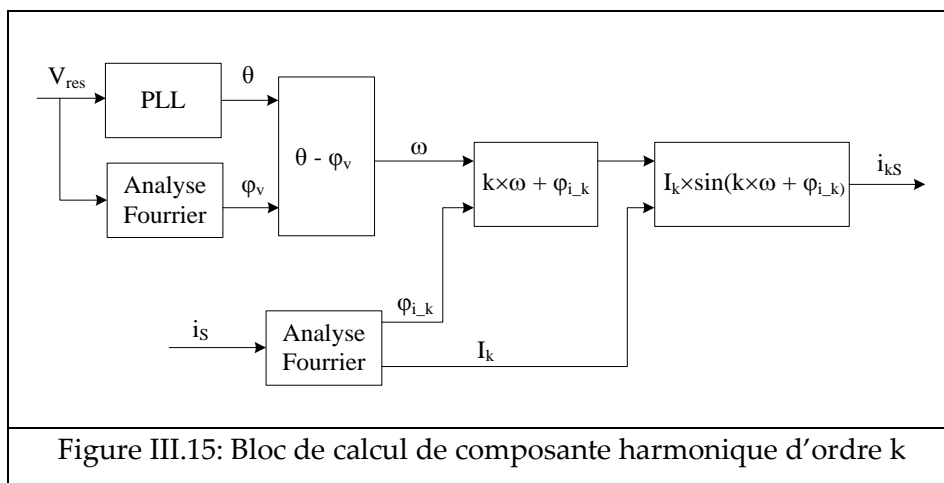 V_res
PLL
θ
Analyse
Fourrier
φ_v
θ - φ_v
ω
k×ω + φ_i_k
I_k×sin(k×ω + φ_i_k)
i_kS
i_S
Analyse
Fourrier
φ_i_k
I_k
Figure III.15: Bloc de calcul de composante harmonique d’ordre k